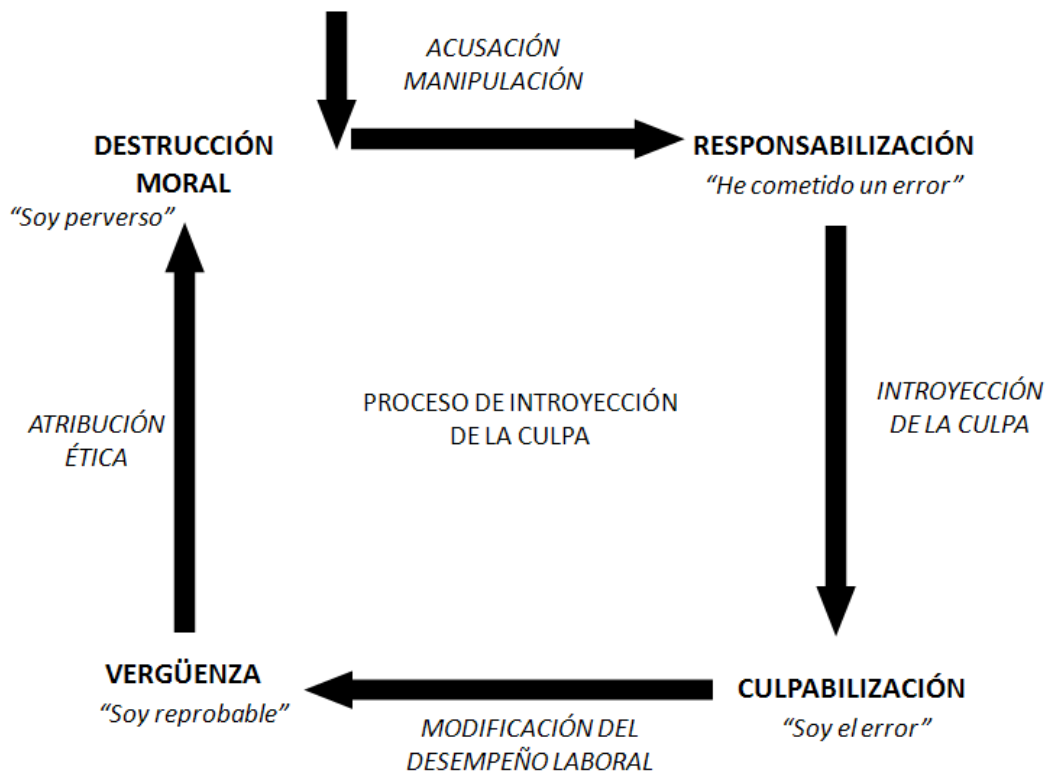 ACUSACIÓN
MANIPULACIÓN
DESTRUCCIÓN
MORAL
“Soy perverso”
RESPONSABILIZACIÓN
“He cometido un error”
ATRIBUCIÓN
ÉTICA
PROCESO DE INTROYECCIÓN
DE LA CULPA
INTROYECCIÓN
DE LA CULPA
VERGÜENZA
“Soy reprobable”
MODIFICACIÓN DEL
DESEMPEÑO LABORAL
CULPABILIZACIÓN
“Soy el error”